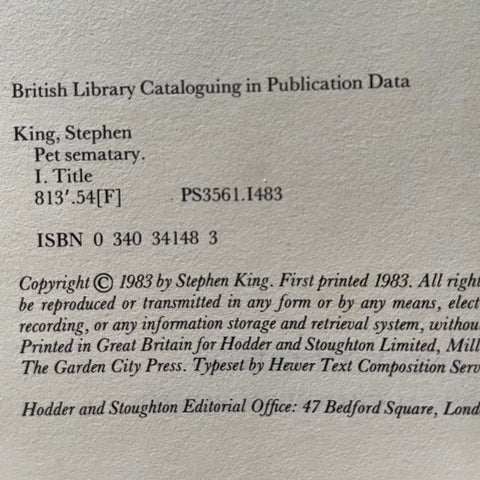 British Library Cataloguing in Publication Data
King, Stephen
Pet sematary.
I. Title
813'.54[F] PS3561.I483
ISBN 0 340 34148 3
Copyright © 1983 by Stephen King. First printed 1983. All right
be reproduced or transmitted in any form or by any means, elect
recording, or any information storage and retrieval system, withou
Printed in Great Britain for Hodder and Stoughton Limited, Mill
The Garden City Press. Typeset by Hewer Text Composition Serv
Hodder and Stoughton Editorial Office: 47 Bedford Square, Lond